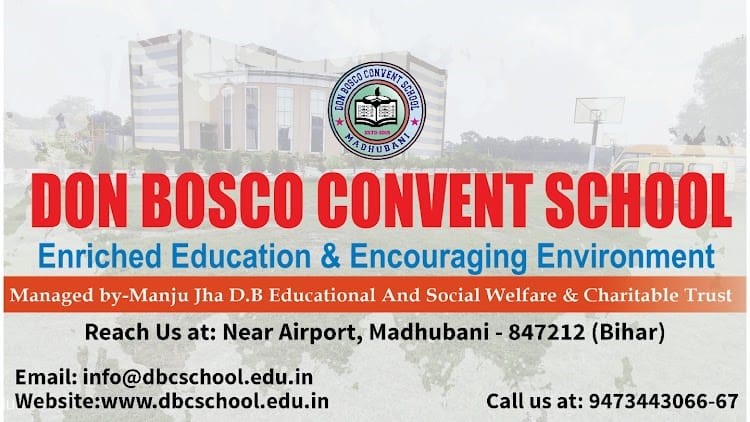 DON BOSCO CONVENT SCHOOL
MADHUBANI
DON BOSCO CONVENT SCHOOL
Enriched Education & Encouraging Environment
Managed by-Manju Jha D.B Educational And Social Welfare & Charitable Trust
Reach Us at: Near Airport, Madhubani - 847212 (Bihar)
Email: info@dbcschool.edu.in
Website:www.dbcschool.edu.in
Call us at: 9473443066-67